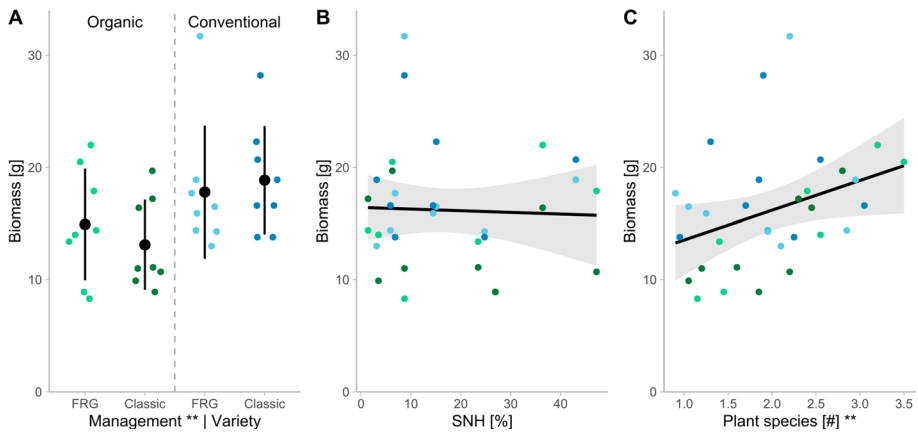 A
Organic
Conventional
Biomass [g]
30
20
10
0
FRG
Classic
FRG
Classic
Management ** | Variety
B
Biomass [g]
30
20
10
0
0
10
20
30
40
SNH [%]
C
Biomass [g]
30
20
10
0
1.0
1.5
2.0
2.5
3.0
3.5
Plant species [#] **